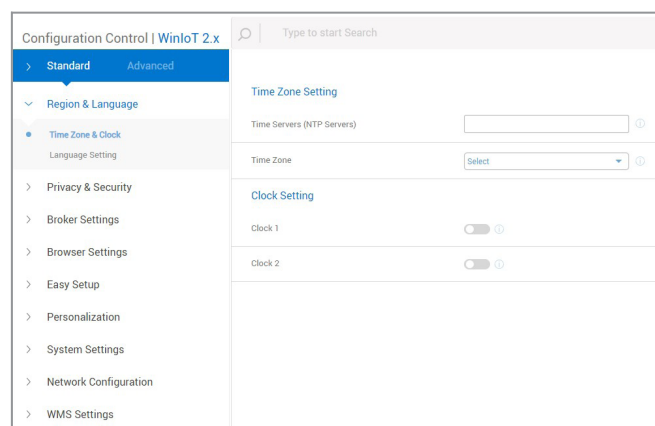 Configuration Control | WinIoT 2.x
Type to start Search
Standard
Advanced
Region & Language
Time Zone & Clock
Language Setting
Privacy & Security
Broker Settings
Browser Settings
Easy Setup
Personalization
System Settings
Network Configuration
WMS Settings
Time Zone Setting
Time Servers (NTP Servers)
Time Zone
Select
Clock Setting
Clock 1
Clock 2